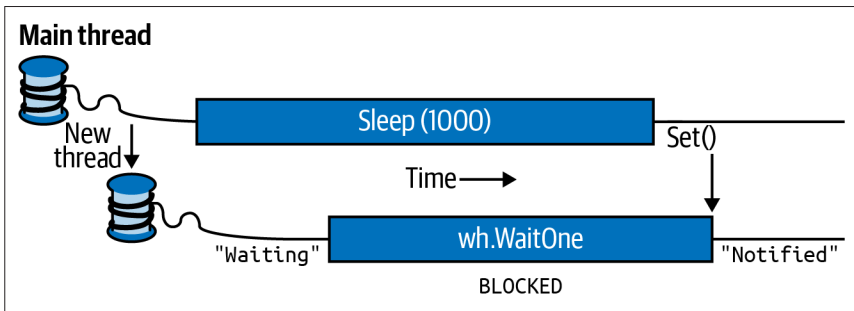 Main thread
Sleep (1000)
New
thread
Set()
Time
wh.WaitOne
"Waiting"
"Notified"
BLOCKED